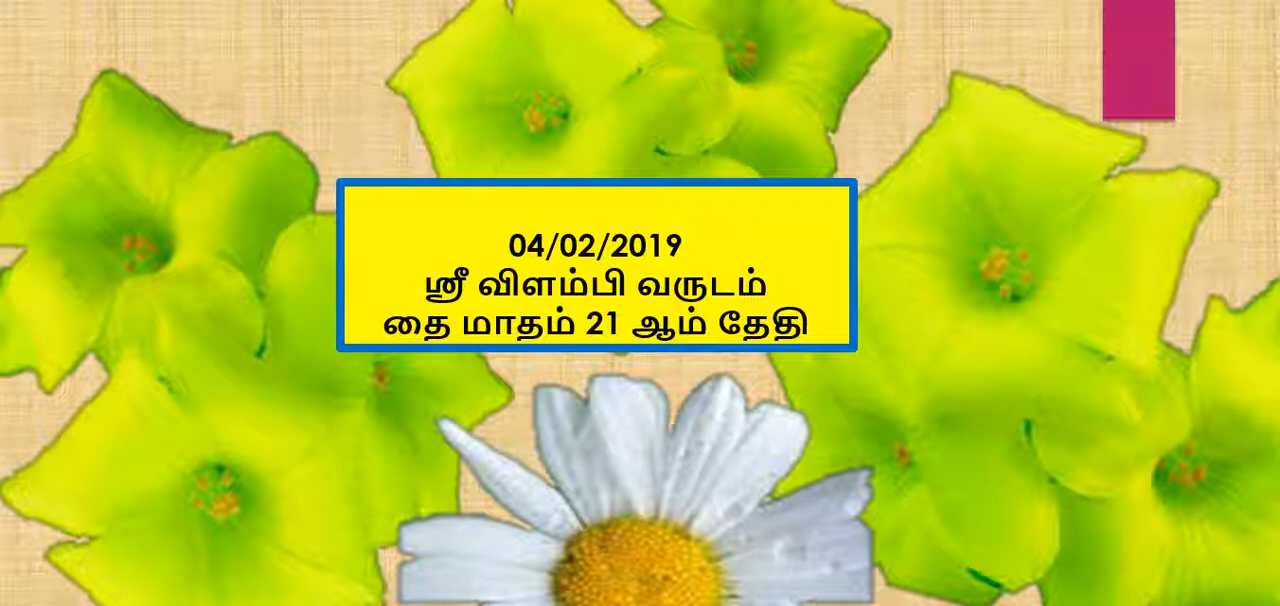 04/02/2019
ஸ்ரீ விளம்பி வருடம்
தை மாதம் 21 ஆம் தேதி